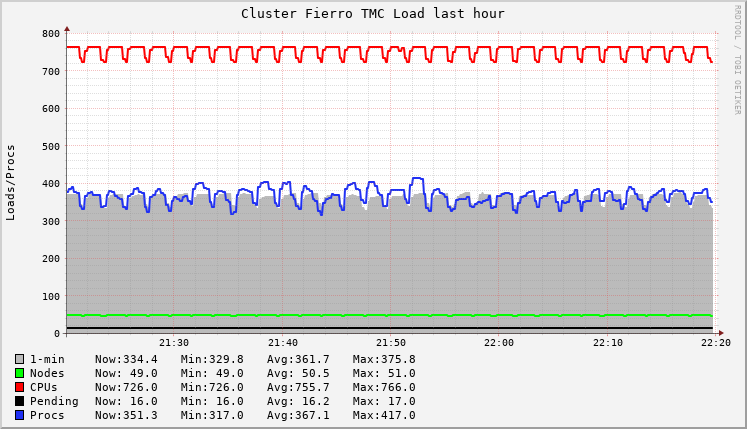 Cluster Fierro TMC Load last hour
RRDTOOL / TOBI OETIKER
Loads/Procs
800
700
600
500
400
300
200
100
0
21:30 21:40 21:50 22:00 22:10 22:20
1-min Now:334.4 Min:329.8 Avg:361.7 Max:375.8
Nodes Now: 49.0 Min: 49.0 Avg: 50.5 Max: 51.0
CPUs Now:726.0 Min:726.0 Avg:755.7 Max:766.0
Pending Now: 16.0 Min: 16.0 Avg: 16.2 Max: 17.0
Procs Now:351.3 Min:317.0 Avg:367.1 Max:417.0